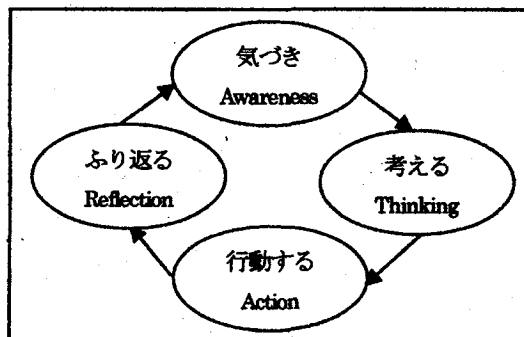 気づき
Awareness
考える
Thinking
行動する
Action
ふり返る
Reflection